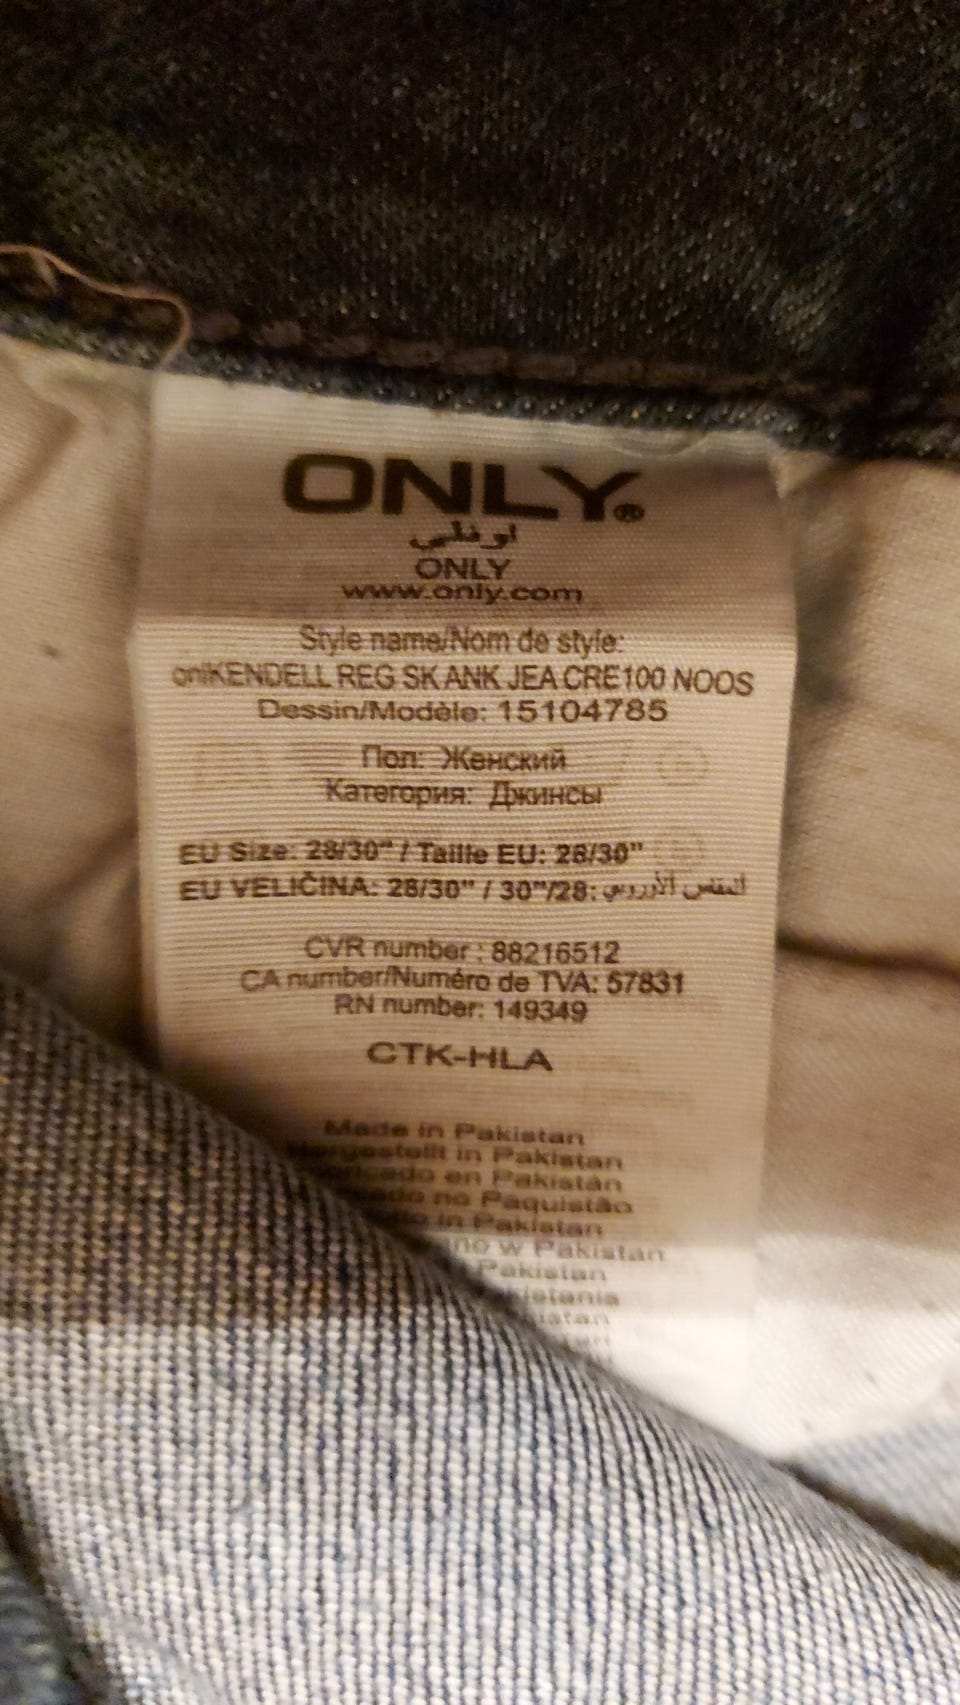 ONLY®
اونلي
ONLY
www.only.com
Style name/Nom de style:
onlKENDELL REG SK ANK JEA CRE100 NOOS
Dessin/Modèle: 15104785
Пол: Женский
Категория: Джинсы
EU Size: 28/30" / Taille EU: 28/30"
EU VELIČINA: 28/30" / 30"/28: المقاس الأوروبي
CVR number : 88216512
CA number/Numéro de TVA: 57831
RN number: 149349
CTK-HLA
Made in Pakistan
Hergestellt in Pakistan
en Pakistán
no Paquistão
in Pakistan
w Pakistan
Pakistan